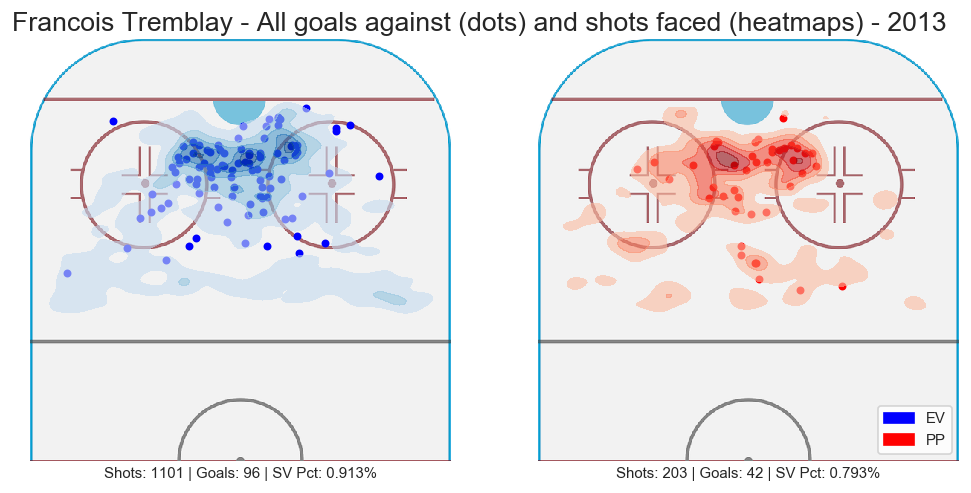 Francois Tremblay - All goals against (dots) and shots faced (heatmaps) - 2013
EV
PP
Shots: 1101 | Goals: 96 | SV Pct: 0.913%
Shots: 203 | Goals: 42 | SV Pct: 0.793%